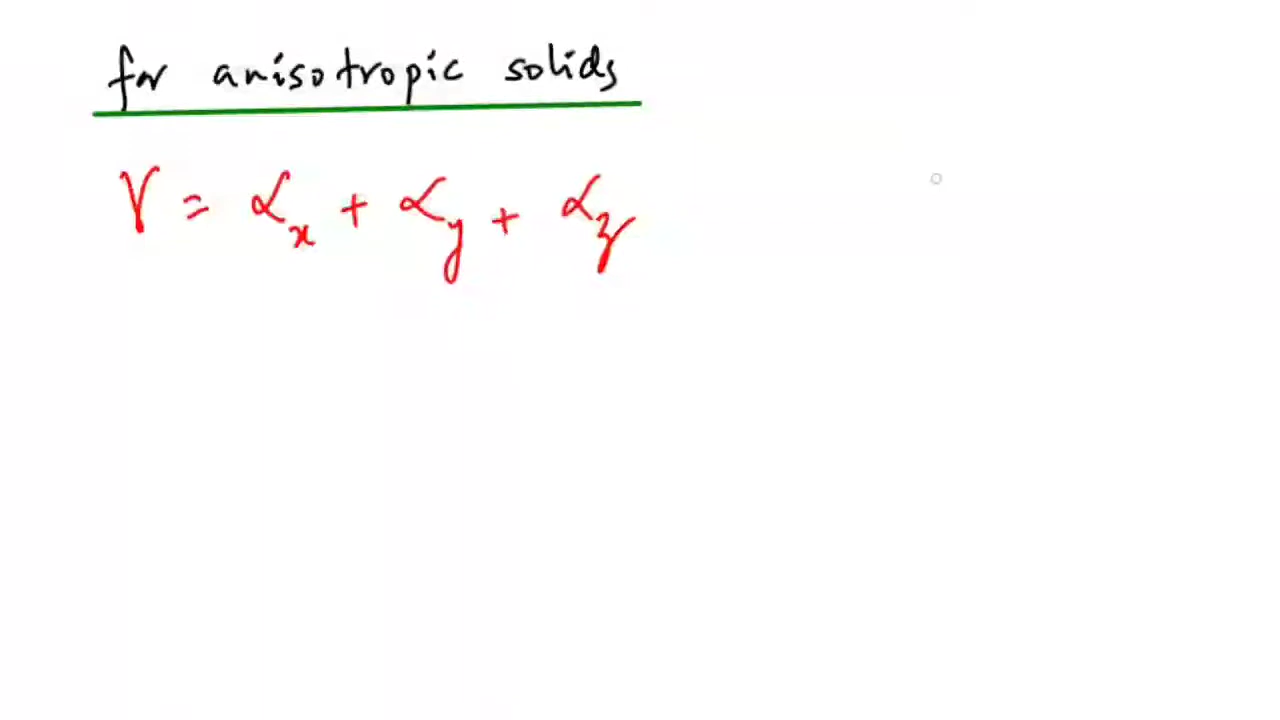 for anisotropic solids
γ = αx + αy + αz